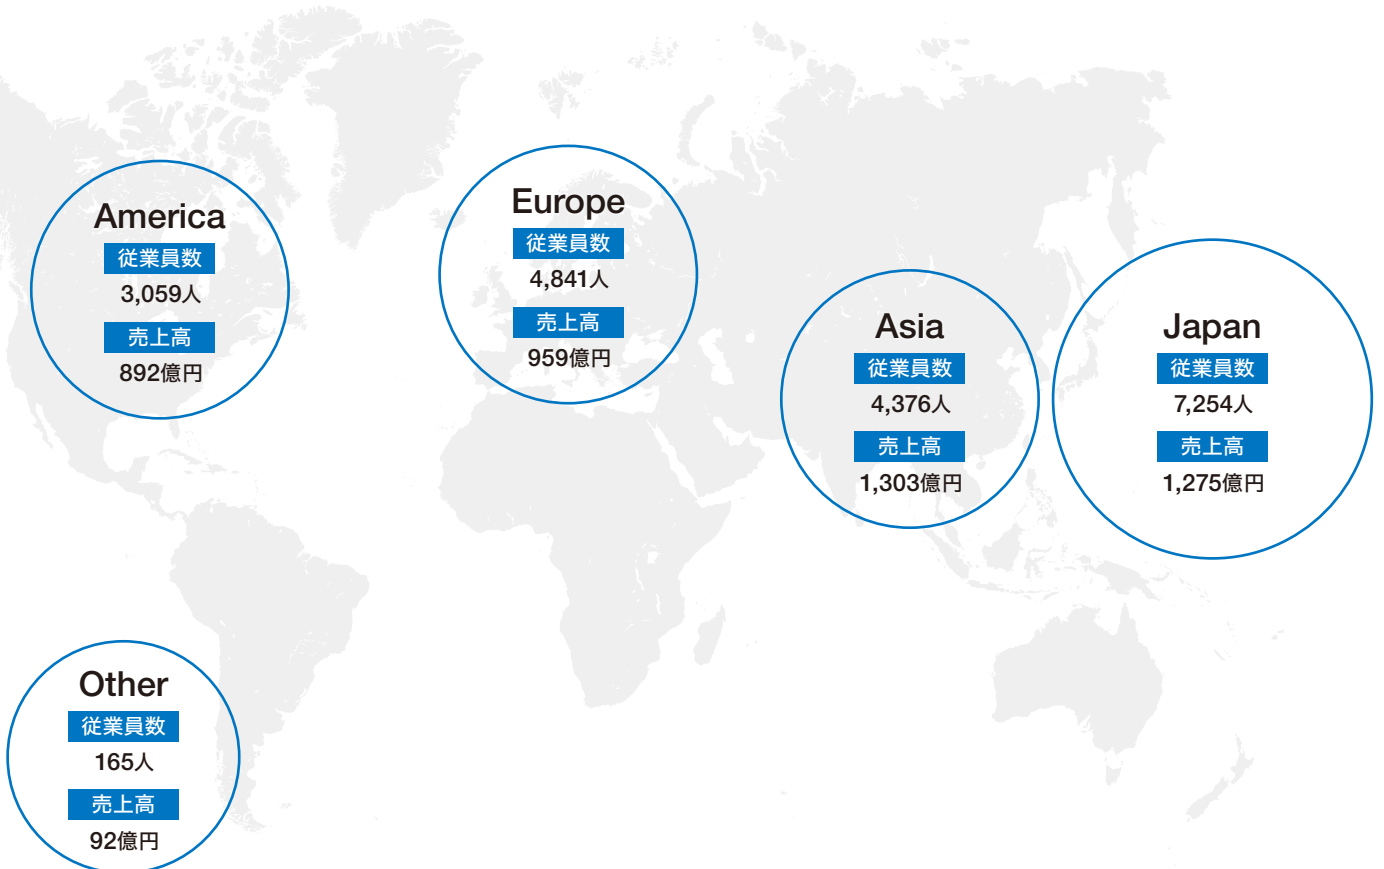 America
従業員数
3,059人
売上高
892億円
Europe
従業員数
4,841人
売上高
959億円
Asia
従業員数
4,376人
売上高
1,303億円
Japan
従業員数
7,254人
売上高
1,275億円
Other
従業員数
165人
売上高
92億円